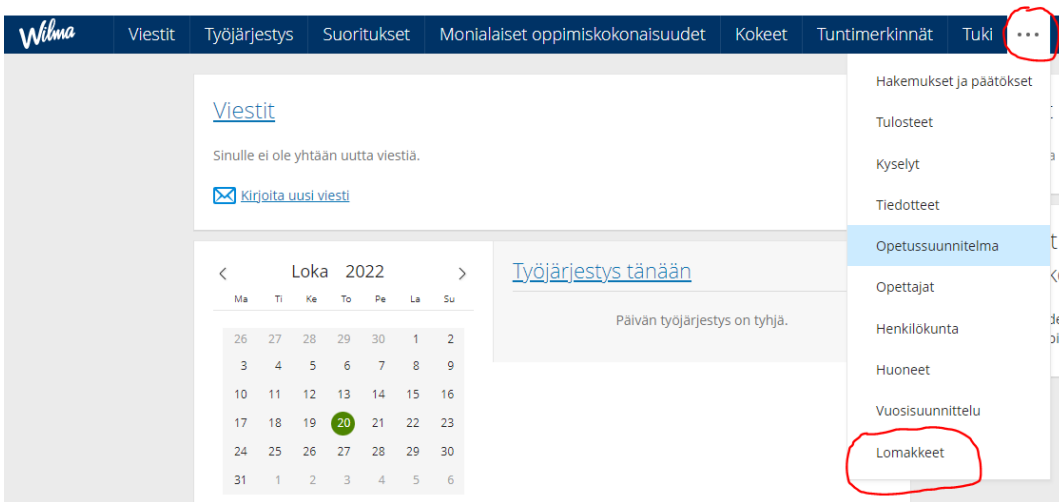 Wilma
Viestit Työjärjestys Suoritukset Monialaiset oppimiskokonaisuudet Kokeet Tuntimerkinnät Tuki ...
Hakemukset ja päätökset
Tulosteet
Kyselyt
Tiedotteet
Opetussuunnitelma
Opettajat
Henkilökunta
Huoneet
Vuosisuunnittelu
Lomakkeet
Viestit
Sinulle ei ole yhtään uutta viestiä.
Kirjoita uusi viesti
< Loka 2022 >
Ma Ti Ke To Pe La Su
26 27 28 29 30 1 2
3 4 5 6 7 8 9
10 11 12 13 14 15 16
17 18 19 20 21 22 23
24 25 26 27 28 29 30
31 1 2 3 4 5 6
Työjärjestys tänään
Päivän työjärjestys on tyhjä.